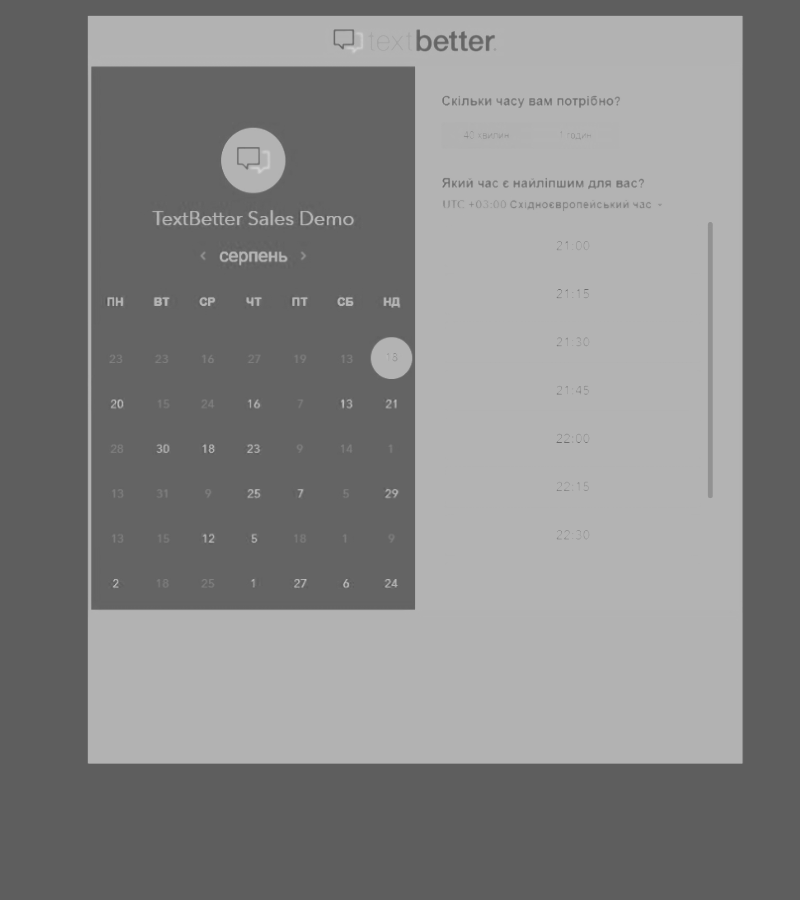 textbetter.
TextBetter Sales Demo
‹ серпень ›
ПН ВТ СР ЧТ ПТ СБ НД
23 23 16 27 19 13 18
20 15 24 16 7 13 21
28 30 18 23 9 14 1
13 31 9 25 7 5 29
13 15 12 5 18 1 9
2 18 25 1 27 6 24
Скільки часу вам потрібно?
хвилин 1 годин
Який час є найліпшим для вас?
UTC +03:00 Східноєвропейський час
21:00
21:15
21:30
21:45
22:00
22:15
22:30